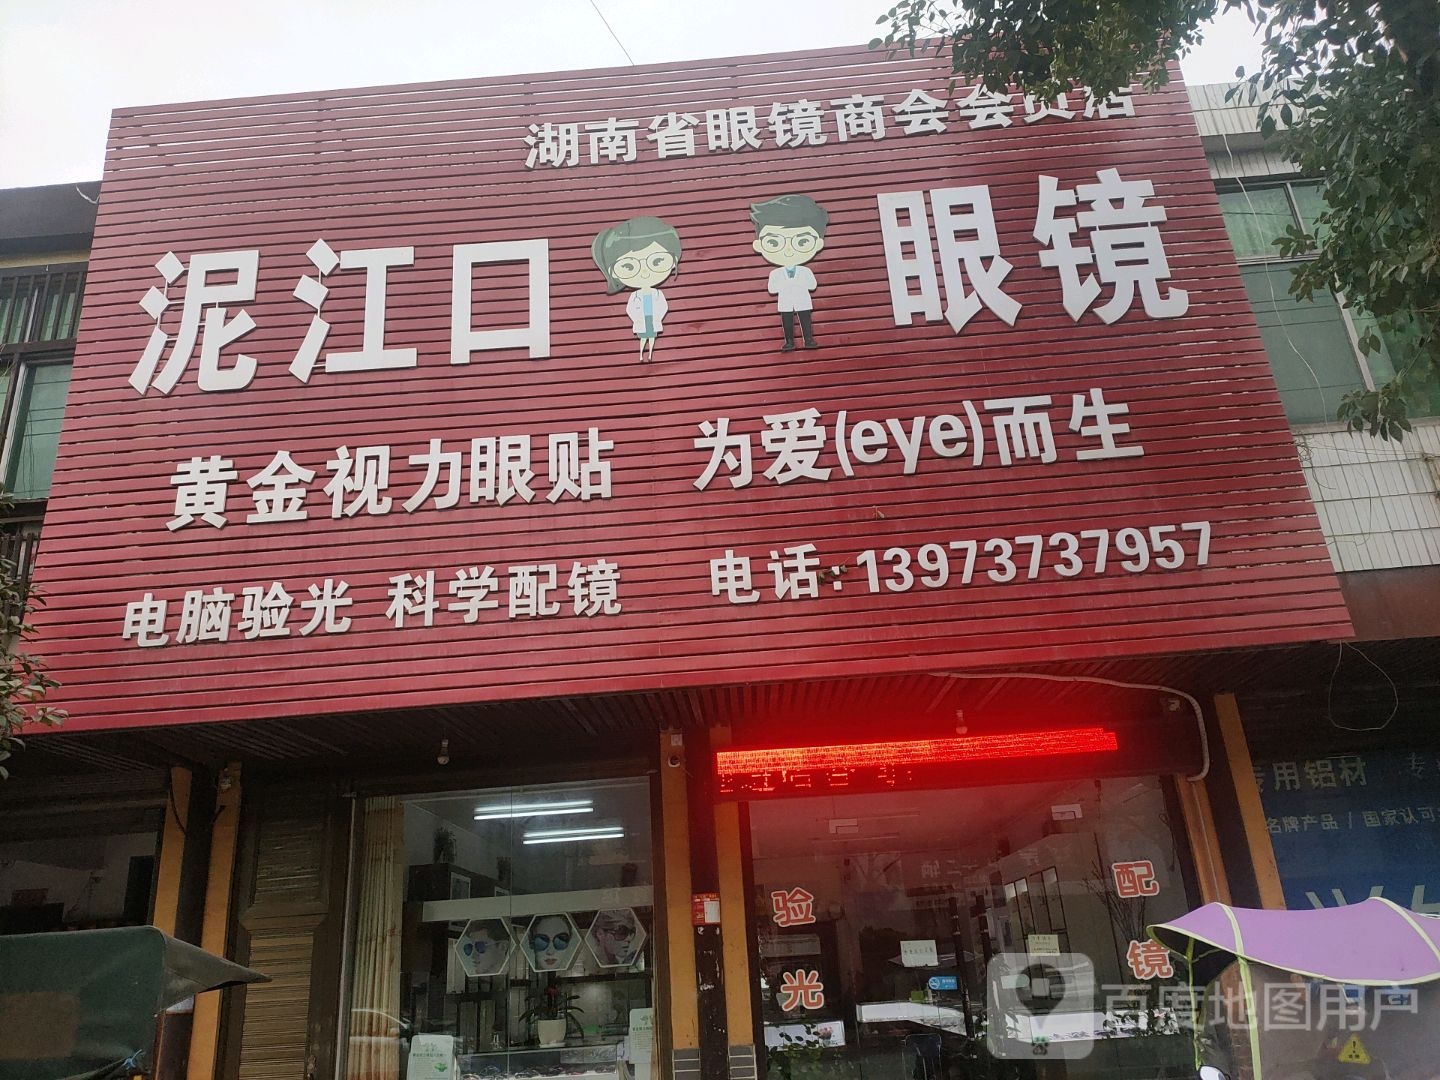 湖南省眼镜商会会员店
泥江口 眼镜
黄金视力眼贴 为爱(eye)而生
电脑验光 科学配镜 电话:13973737957
专用铝材
名牌产品 / 国家认可
验光
配镜
百度地图用户